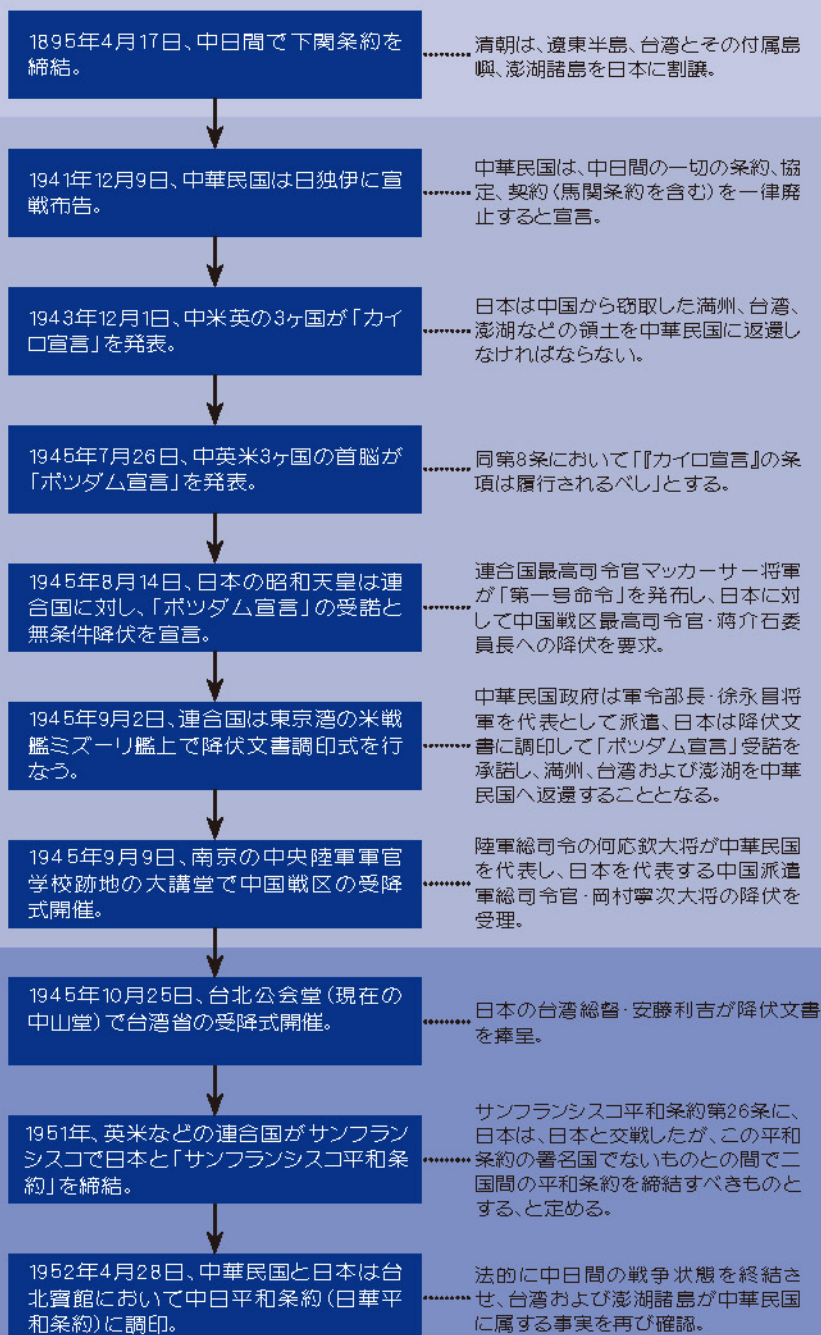 1895年4月17日、中日間で下関条約を
締結。
清朝は、遼東半島、台湾とその付属島
嶼、澎湖諸島を日本に割譲。
1941年12月9日、中華民国は日独伊に宣
戦布告。
中華民国は、中日間の一切の条約、協
定、契約(馬関条約を含む)を一律廃
止すると宣言。
1943年12月1日、中米英の3ヶ国が「カイ
ロ宣言」を発表。
日本は中国から窃取した満州、台湾、
澎湖などの領土を中華民国に返還し
なければならない。
1945年7月26日、中英米3ヶ国の首脳が
「ポツダム宣言」を発表。
同第8条において「『カイロ宣言』の条
項は履行されるべし」とする。
1945年8月14日、日本の昭和天皇は連
合国に対し、「ポツダム宣言」の受諾と
無条件降伏を宣言。
連合国最高司令官マッカーサー将軍
が「第一号命令」を発布し、日本に対
して中国戦区最高司令官·蒋介石委
員長への降伏を要求。
1945年9月2日、連合国は東京湾の米戦
艦ミズーリ艦上で降伏文書調印式を行
なう。
中華民国政府は軍令部長·徐永昌将
軍を代表として派遣、日本は降伏文
書に調印して「ポツダム宣言」受諾を
承諾し、満州、台湾および澎湖を中華
民国へ返還することとなる。
1945年9月9日、南京の中央陸軍軍官
学校跡地の大講堂で中国戦区の受降
式開催。
陸軍総司令の何応欽大将が中華民国
を代表し、日本を代表する中国派遣
軍総司令官·岡村寧次大将の降伏を
受理。
1945年10月25日、台北公会堂(現在の
中山堂)で台湾省の受降式開催。
日本の台湾総督·安藤利吉が降伏文書
を捧呈。
1951年、英米などの連合国がサンフラン
シスコで日本と「サンフランシスコ平和条
約」を締結。
サンフランシスコ平和条約第26条に、
日本は、日本と交戦したが、この平和
条約の署名国でないものとの間で二
国間の平和条約を締結すべきものと
する、と定める。
1952年4月28日、中華民国と日本は台
北賓館において中日平和条約(日華平
和条約)に調印。
法的に中日間の戦争状態を終結さ
せ、台湾および澎湖諸島が中華民国
に属する事実を再び確認。